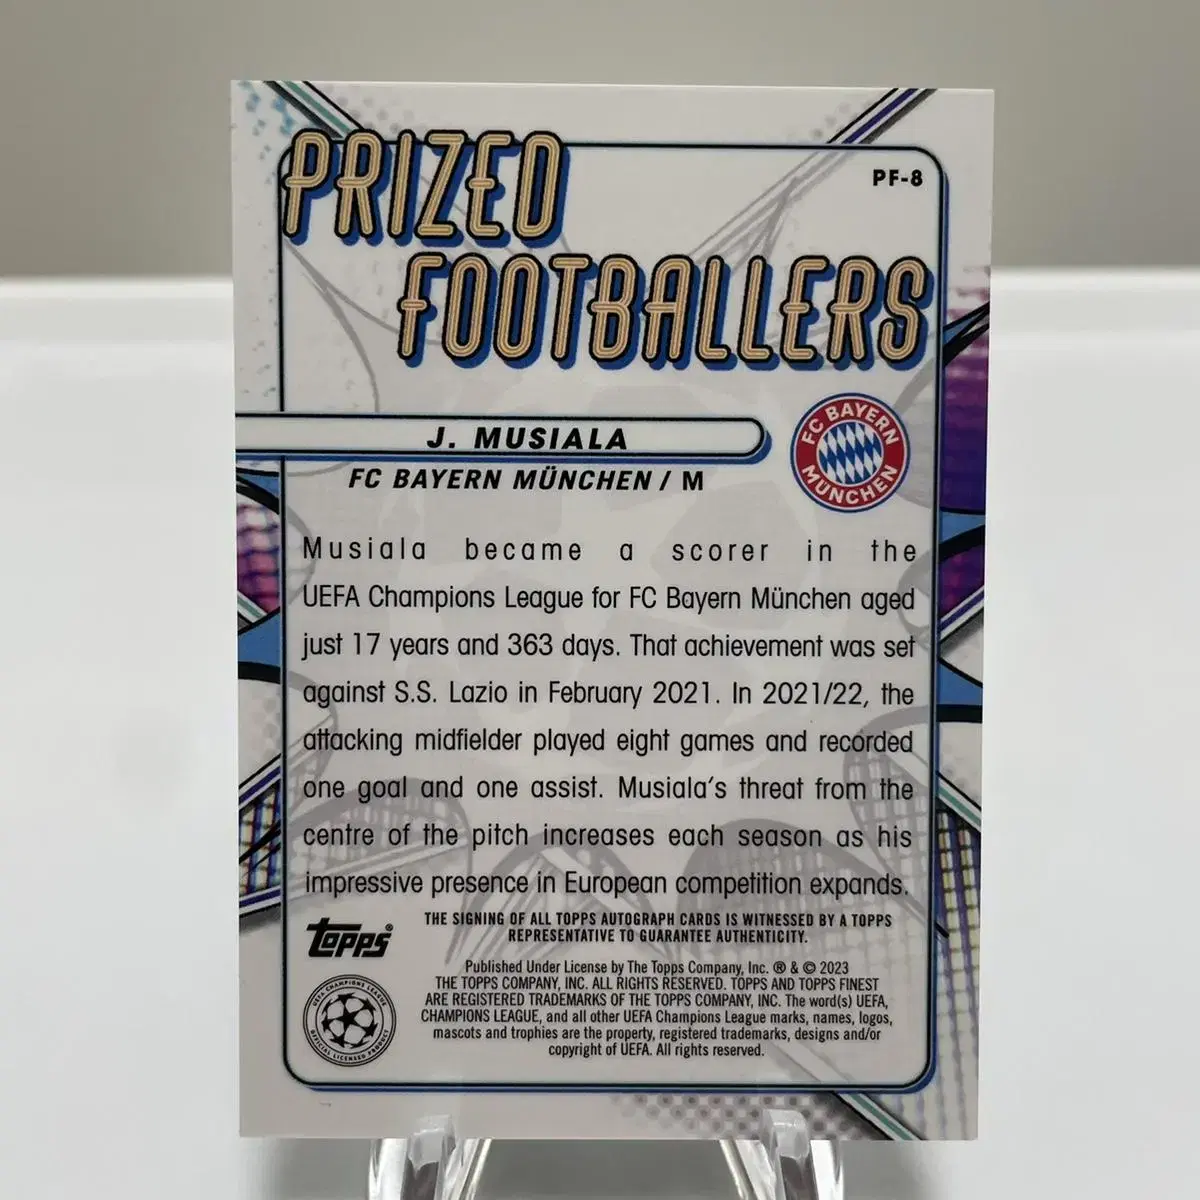 PRIZED
FOOTBALLERS
PF-8
J. MUSIALA
FC BAYERN MÜNCHEN / M
FC BAYERN
MÜNCHEN
Musiala became a scorer in the
UEFA Champions League for FC Bayern München aged
just 17 years and 363 days. That achievement was set
against S.S. Lazio in February 2021. In 2021/22, the
attacking midfielder played eight games and recorded
one goal and one assist. Musiala's threat from the
centre of the pitch increases each season as his
impressive presence in European competition expands.
topps®
THE SIGNING OF ALL TOPPS AUTOGRAPH CARDS IS WITNESSED BY A TOPPS
REPRESENTATIVE TO GUARANTEE AUTHENTICITY.
UEFA CHAMPIONS LEAGUE
OFFICIAL LICENSED PRODUCT
Published Under License by The Topps Company, Inc. ® & © 2023
THE TOPPS COMPANY, INC. ALL RIGHTS RESERVED. TOPPS AND TOPPS FINEST
ARE REGISTERED TRADEMARKS OF THE TOPPS COMPANY, INC. The word(s) UEFA,
CHAMPIONS LEAGUE, and all other UEFA Champions League marks, names, logos,
mascots and trophies are the property, registered trademarks, designs and/or
copyright of UEFA. All rights reserved.